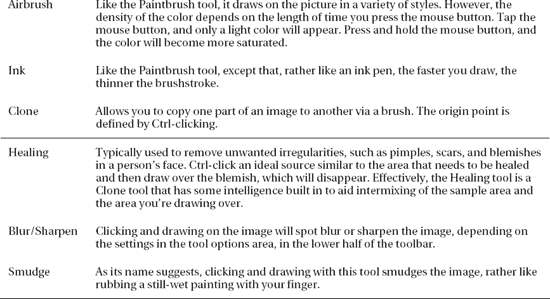 Airbrush Like the Paintbrush tool, it draws on the picture in a variety of styles. However, the
density of the color depends on the length of time you press the mouse button. Tap the
mouse button, and only a light color will appear. Press and hold the mouse button, and
the color will become more saturated.
Ink Like the Paintbrush tool, except that, rather like an ink pen, the faster you draw, the
thinner the brushstroke.
Clone Allows you to copy one part of an image to another via a brush. The origin point is
defined by Ctrl-clicking.
Healing Typically used to remove unwanted irregularities, such as pimples, scars, and blemishes
in a person's face. Ctrl-click an ideal source similar to the area that needs to be healed
and then draw over the blemish, which will disappear. Effectively, the Healing tool is a
Clone tool that has some intelligence built in to aid intermixing of the sample area and
the area you're drawing over.
Blur/Sharpen Clicking and drawing on the image will spot blur or sharpen the image, depending on
the settings in the tool options area, in the lower half of the toolbar.
Smudge As its name suggests, clicking and drawing with this tool smudges the image, rather like
rubbing a still-wet painting with your finger.